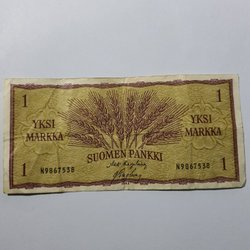 1 1
YKSI MARKKA YKSI MARKKA
SUOMEN PANKKI
N9867538 N9867538
1 1